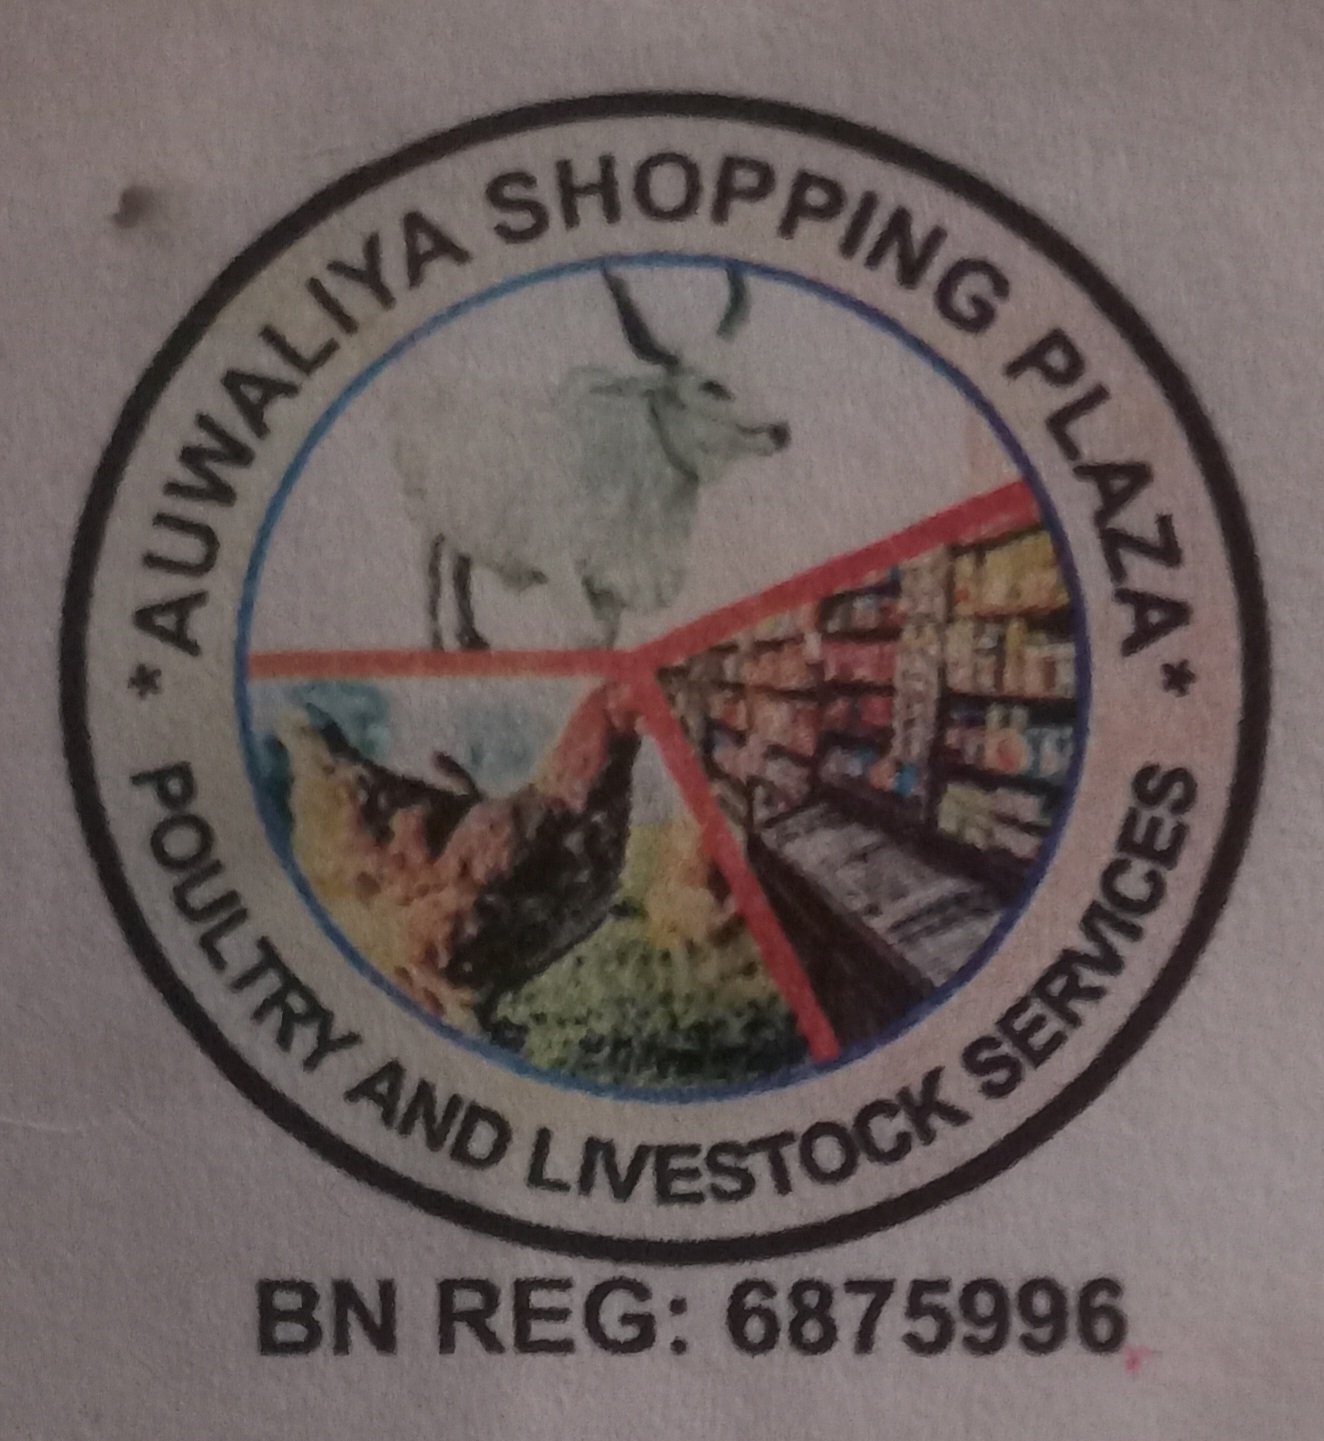 *AUWALIYA SHOPPING PLAZA*
POULTRY AND LIVESTOCK SERVICES
BN REG: 6875996